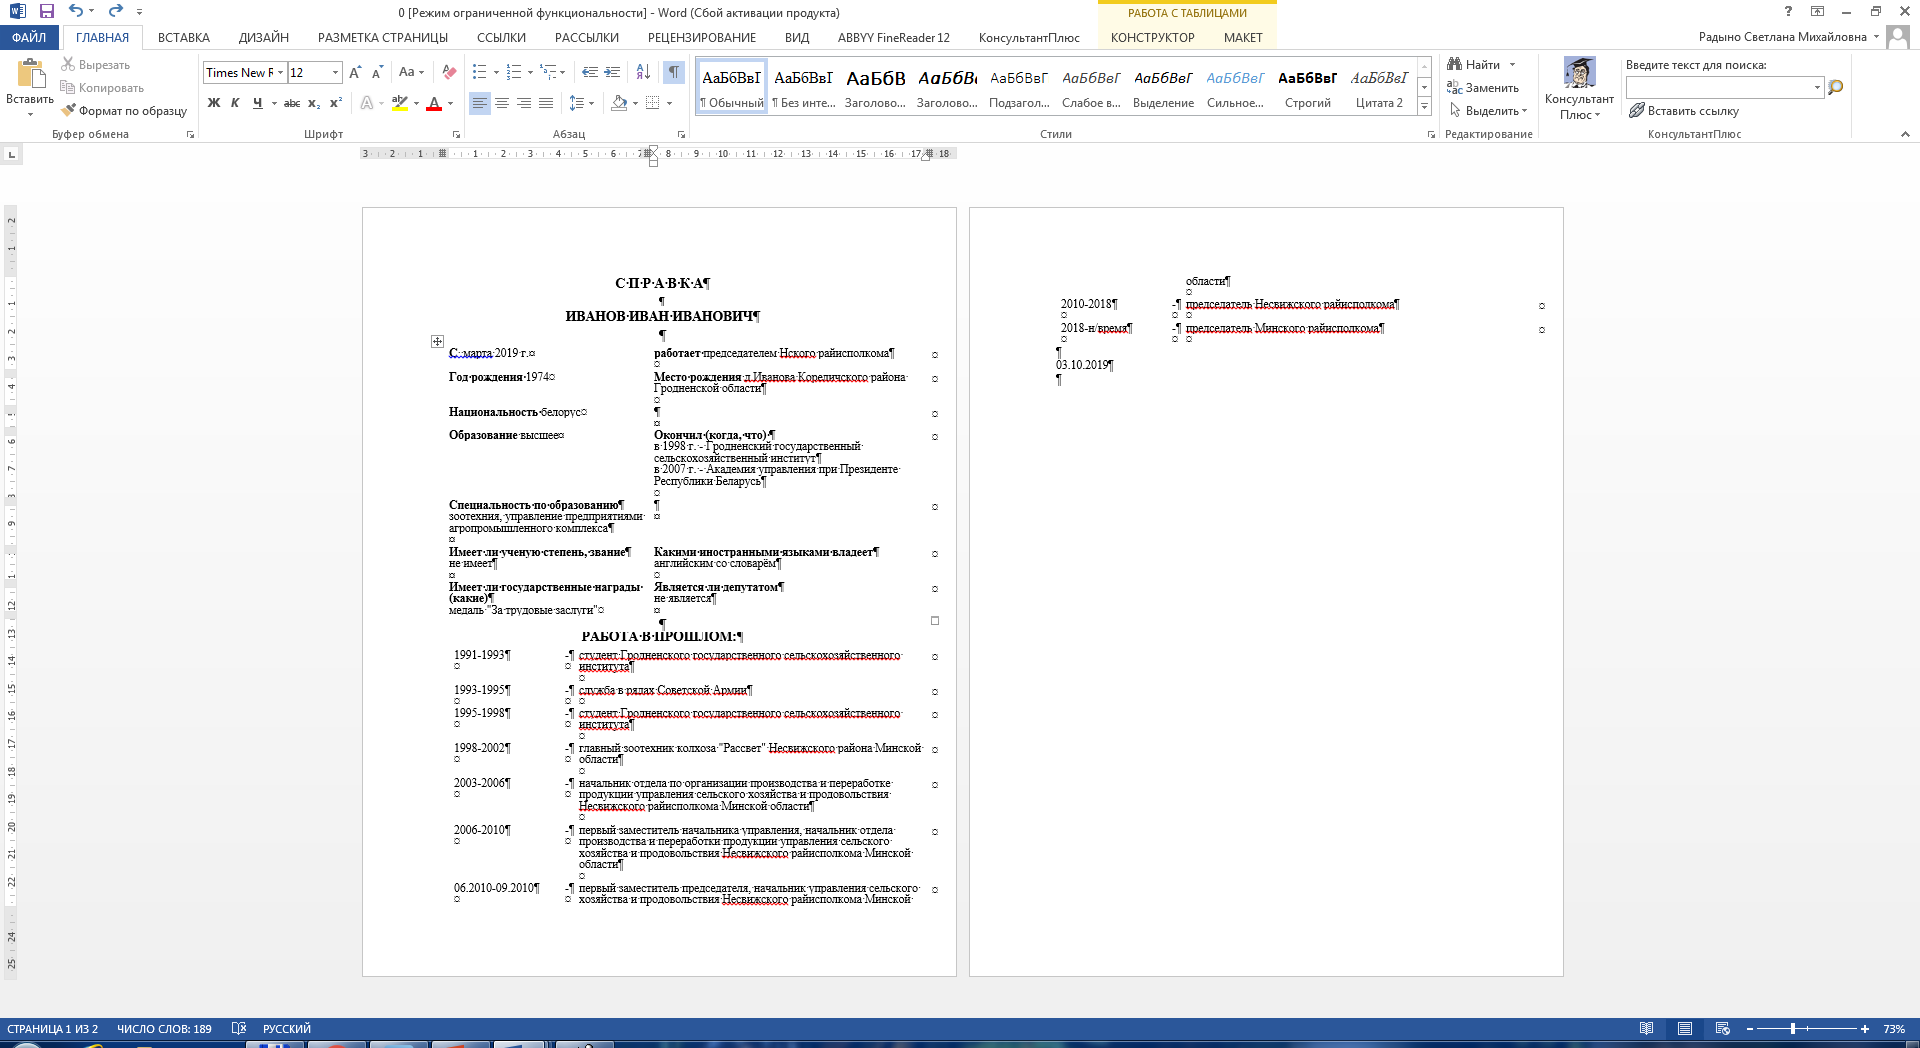 0 [Режим ограниченной функциональности] - Word (Сбой активации продукта)
РАБОТА С ТАБЛИЦАМИ
ФАЙЛ ГЛАВНАЯ ВСТАВКА ДИЗАЙН РАЗМЕТКА СТРАНИЦЫ ССЫЛКИ РАССЫЛКИ РЕЦЕНЗИРОВАНИЕ ВИД ABBYY FineReader 12 КонсультантПлюс КОНСТРУКТОР МАКЕТ Радыно Светлана Михайловна
Вставить
Вырезать
Копировать
Формат по образцу
Буфер обмена
Times New R 12
Ж К Ч abc x₂ x²
Шрифт
Абзац
АаБбВвГ АаБбВвГ АаБбВ АаБбВ АаБбВвГ АаБбВвГ АаБбВвГ АаБбВвГ АаБбВвГ АаБбВвГ
¶ Обычный ¶ Без инте... Заголово... Заголово... Подзагол... Слабое в... Выделение Сильное... Строгий Цитата 2
Стили
Найти
Заменить
Выделить
Редактирование
Консультант
Плюс
Введите текст для поиска:
Вставить ссылку
КонсультантПлюс
С·П·Р·А·В·К·А¶
¶
ИВАНОВ·ИВАН·ИВАНОВИЧ¶
¶
С··марта·2019·г.¤ работает·председателем·Нского·райисполкома¶
Год·рождения·1974¤ Место·рождения·д.Иванова·Кореличского·района·
Гродненской·области¶
Национальность·белорус¤ ¶
Образование·высшее¤ Окончил·(когда,·что)·¶
в·1998·г.·-·Гродненский·государственный·
сельскохозяйственный·институт¶
в·2007·г.·-·Академия·управления·при·Президенте·
Республики·Беларусь¶
Специальность·по·образованию¶ ¶
зоотехния,·управление·предприятиями·
агропромышленного·комплекса¶
Имеет·ли·ученую·степень,·звание¶ Какими·иностранными·языками·владеет¶
не·имеет¶ английским·со·словарём¶
Имеет·ли·государственные·награды· Является·ли·депутатом¶
(какие)¶ не·является¶
медаль·"За·трудовые·заслуги"¤
¶
РАБОТА·В·ПРОШЛОМ:¶
1991-1993¶ -¶ студент·Гродненского·государственного·сельскохозяйственного·
института¶
1993-1995¶ -¶ служба·в·рядах·Советской·Армии¶
1995-1998¶ -¶ студент·Гродненского·государственного·сельскохозяйственного·
института¶
1998-2002¶ -¶ главный·зоотехник·колхоза·"Рассвет"·Несвижского·района·Минской·
области¶
2003-2006¶ -¶ начальник·отдела·по·организации·производства·и·переработке·
продукции·управления·сельского·хозяйства·и·продовольствия·
Несвижского·райисполкома·Минской·области¶
2006-2010¶ -¶ первый·заместитель·начальника·управления,·начальник·отдела·
производства·и·переработки·продукции·управления·сельского·
хозяйства·и·продовольствия·Несвижского·райисполкома·Минской·
области¶
06.2010-09.2010¶ -¶ первый·заместитель·председателя,·начальник·управления·сельского·
хозяйства·и·продовольствия·Несвижского·райисполкома·Минской·
области¶
2010-2018¶ -¶ председатель·Несвижского·райисполкома¶
2018-н/время¶ -¶ председатель·Минского·райисполкома¶
¶
03.10.2019¶
¶
СТРАНИЦА 1 ИЗ 2 ЧИСЛО СЛОВ: 189 РУССКИЙ 73%